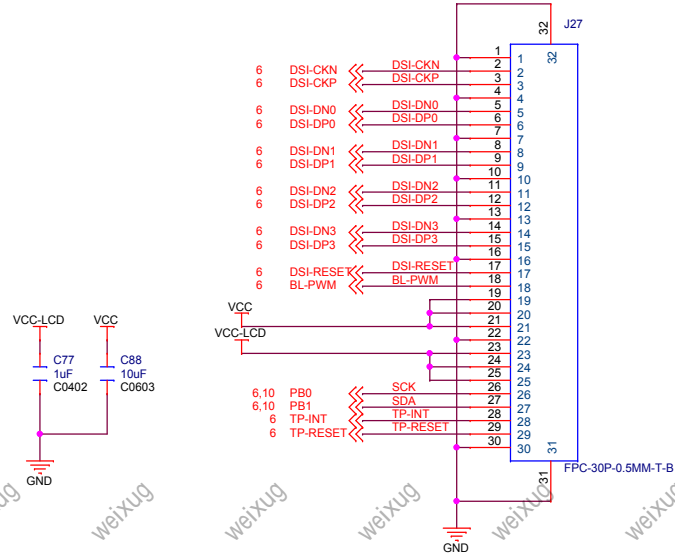 J27
32
32
1 1
6 DSI-CKN DSI-CKN 2 2
6 DSI-CKP DSI-CKP 3 3
4 4
6 DSI-DN0 DSI-DN0 5 5
6 DSI-DP0 DSI-DP0 6 6
7 7
6 DSI-DN1 DSI-DN1 8 8
6 DSI-DP1 DSI-DP1 9 9
10 10
6 DSI-DN2 DSI-DN2 11 11
6 DSI-DP2 DSI-DP2 12 12
13 13
6 DSI-DN3 DSI-DN3 14 14
6 DSI-DP3 DSI-DP3 15 15
16 16
6 DSI-RESET DSI-RESET 17 17
6 BL-PWM BL-PWM 18 18
19 19
VCC 20 20
21 21
22 22
VCC-LCD 23 23
24 24
25 25
6,10 PB0 SCK 26 26
6,10 PB1 SDA 27 27
6 TP-INT TP-INT 28 28
6 TP-RESET TP-RESET 29 29
30 30
31
31
FPC-30P-0.5MM-T-B
GND
VCC-LCD VCC
C77 C88
1uF 10uF
C0402 C0603
GND
weixug weixug weixug weixug